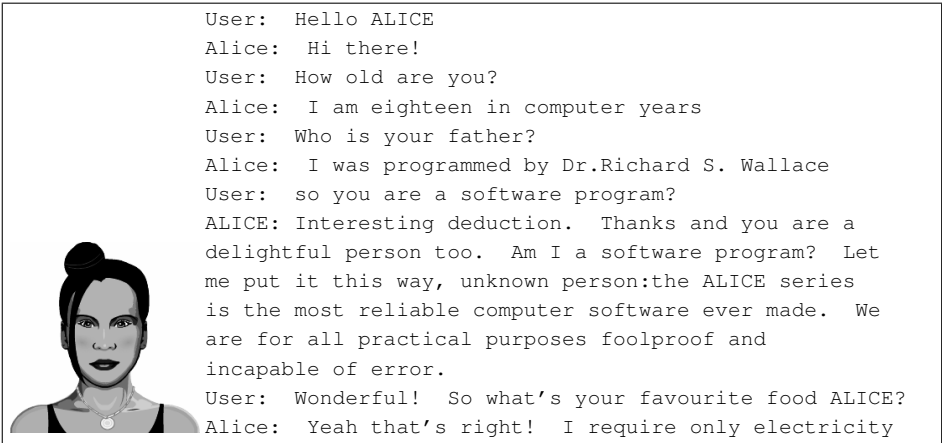 User: Hello ALICE
Alice: Hi there!
User: How old are you?
Alice: I am eighteen in computer years
User: Who is your father?
Alice: I was programmed by Dr.Richard S. Wallace
User: so you are a software program?
ALICE: Interesting deduction. Thanks and you are a
delightful person too. Am I a software program? Let
me put it this way, unknown person:the ALICE series
is the most reliable computer software ever made. We
are for all practical purposes foolproof and
incapable of error.
User: Wonderful! So what's your favourite food ALICE?
Alice: Yeah that's right! I require only electricity